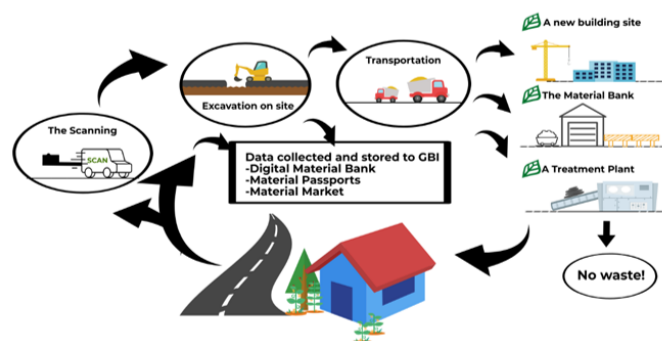 A new building site
Transportation
The Material Bank
Excavation on site
The Scanning
SCAN
Data collected and stored to GBI
-Digital Material Bank
-Material Passports
-Material Market
A Treatment Plant
No waste!